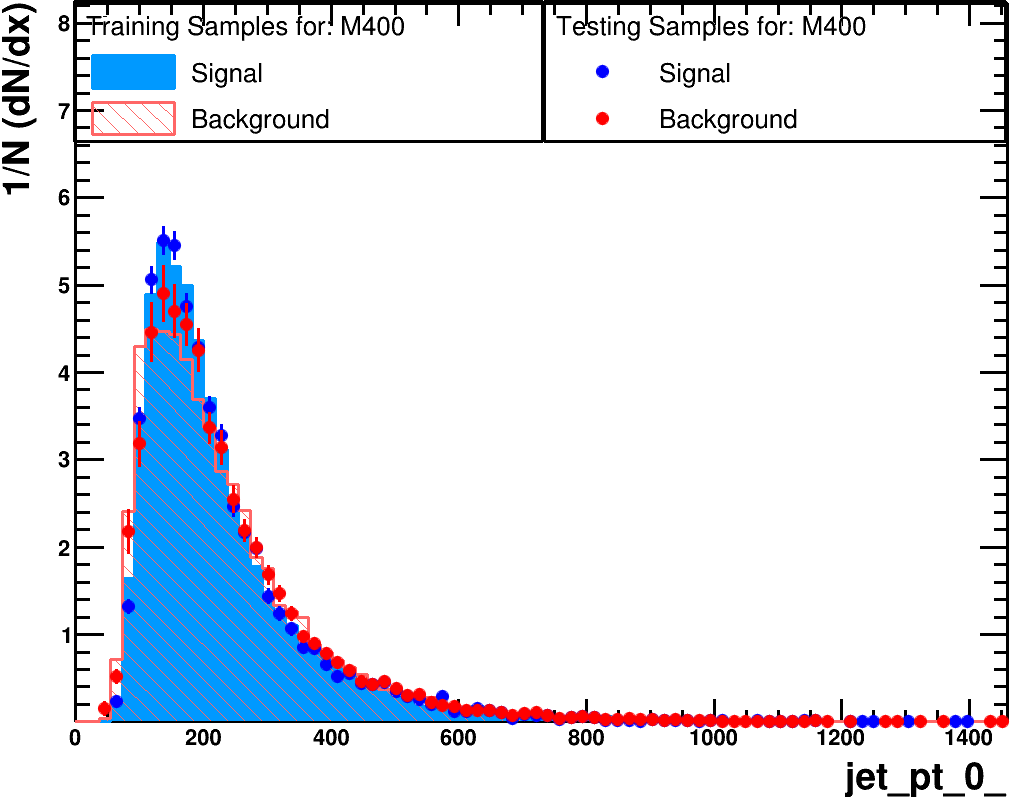 Training Samples for: M400
Signal
Background
Testing Samples for: M400
Signal
Background
1/N (dN/dx)
8
7
6
5
4
3
2
1
0 200 400 600 800 1000 1200 1400
jet_pt_0_